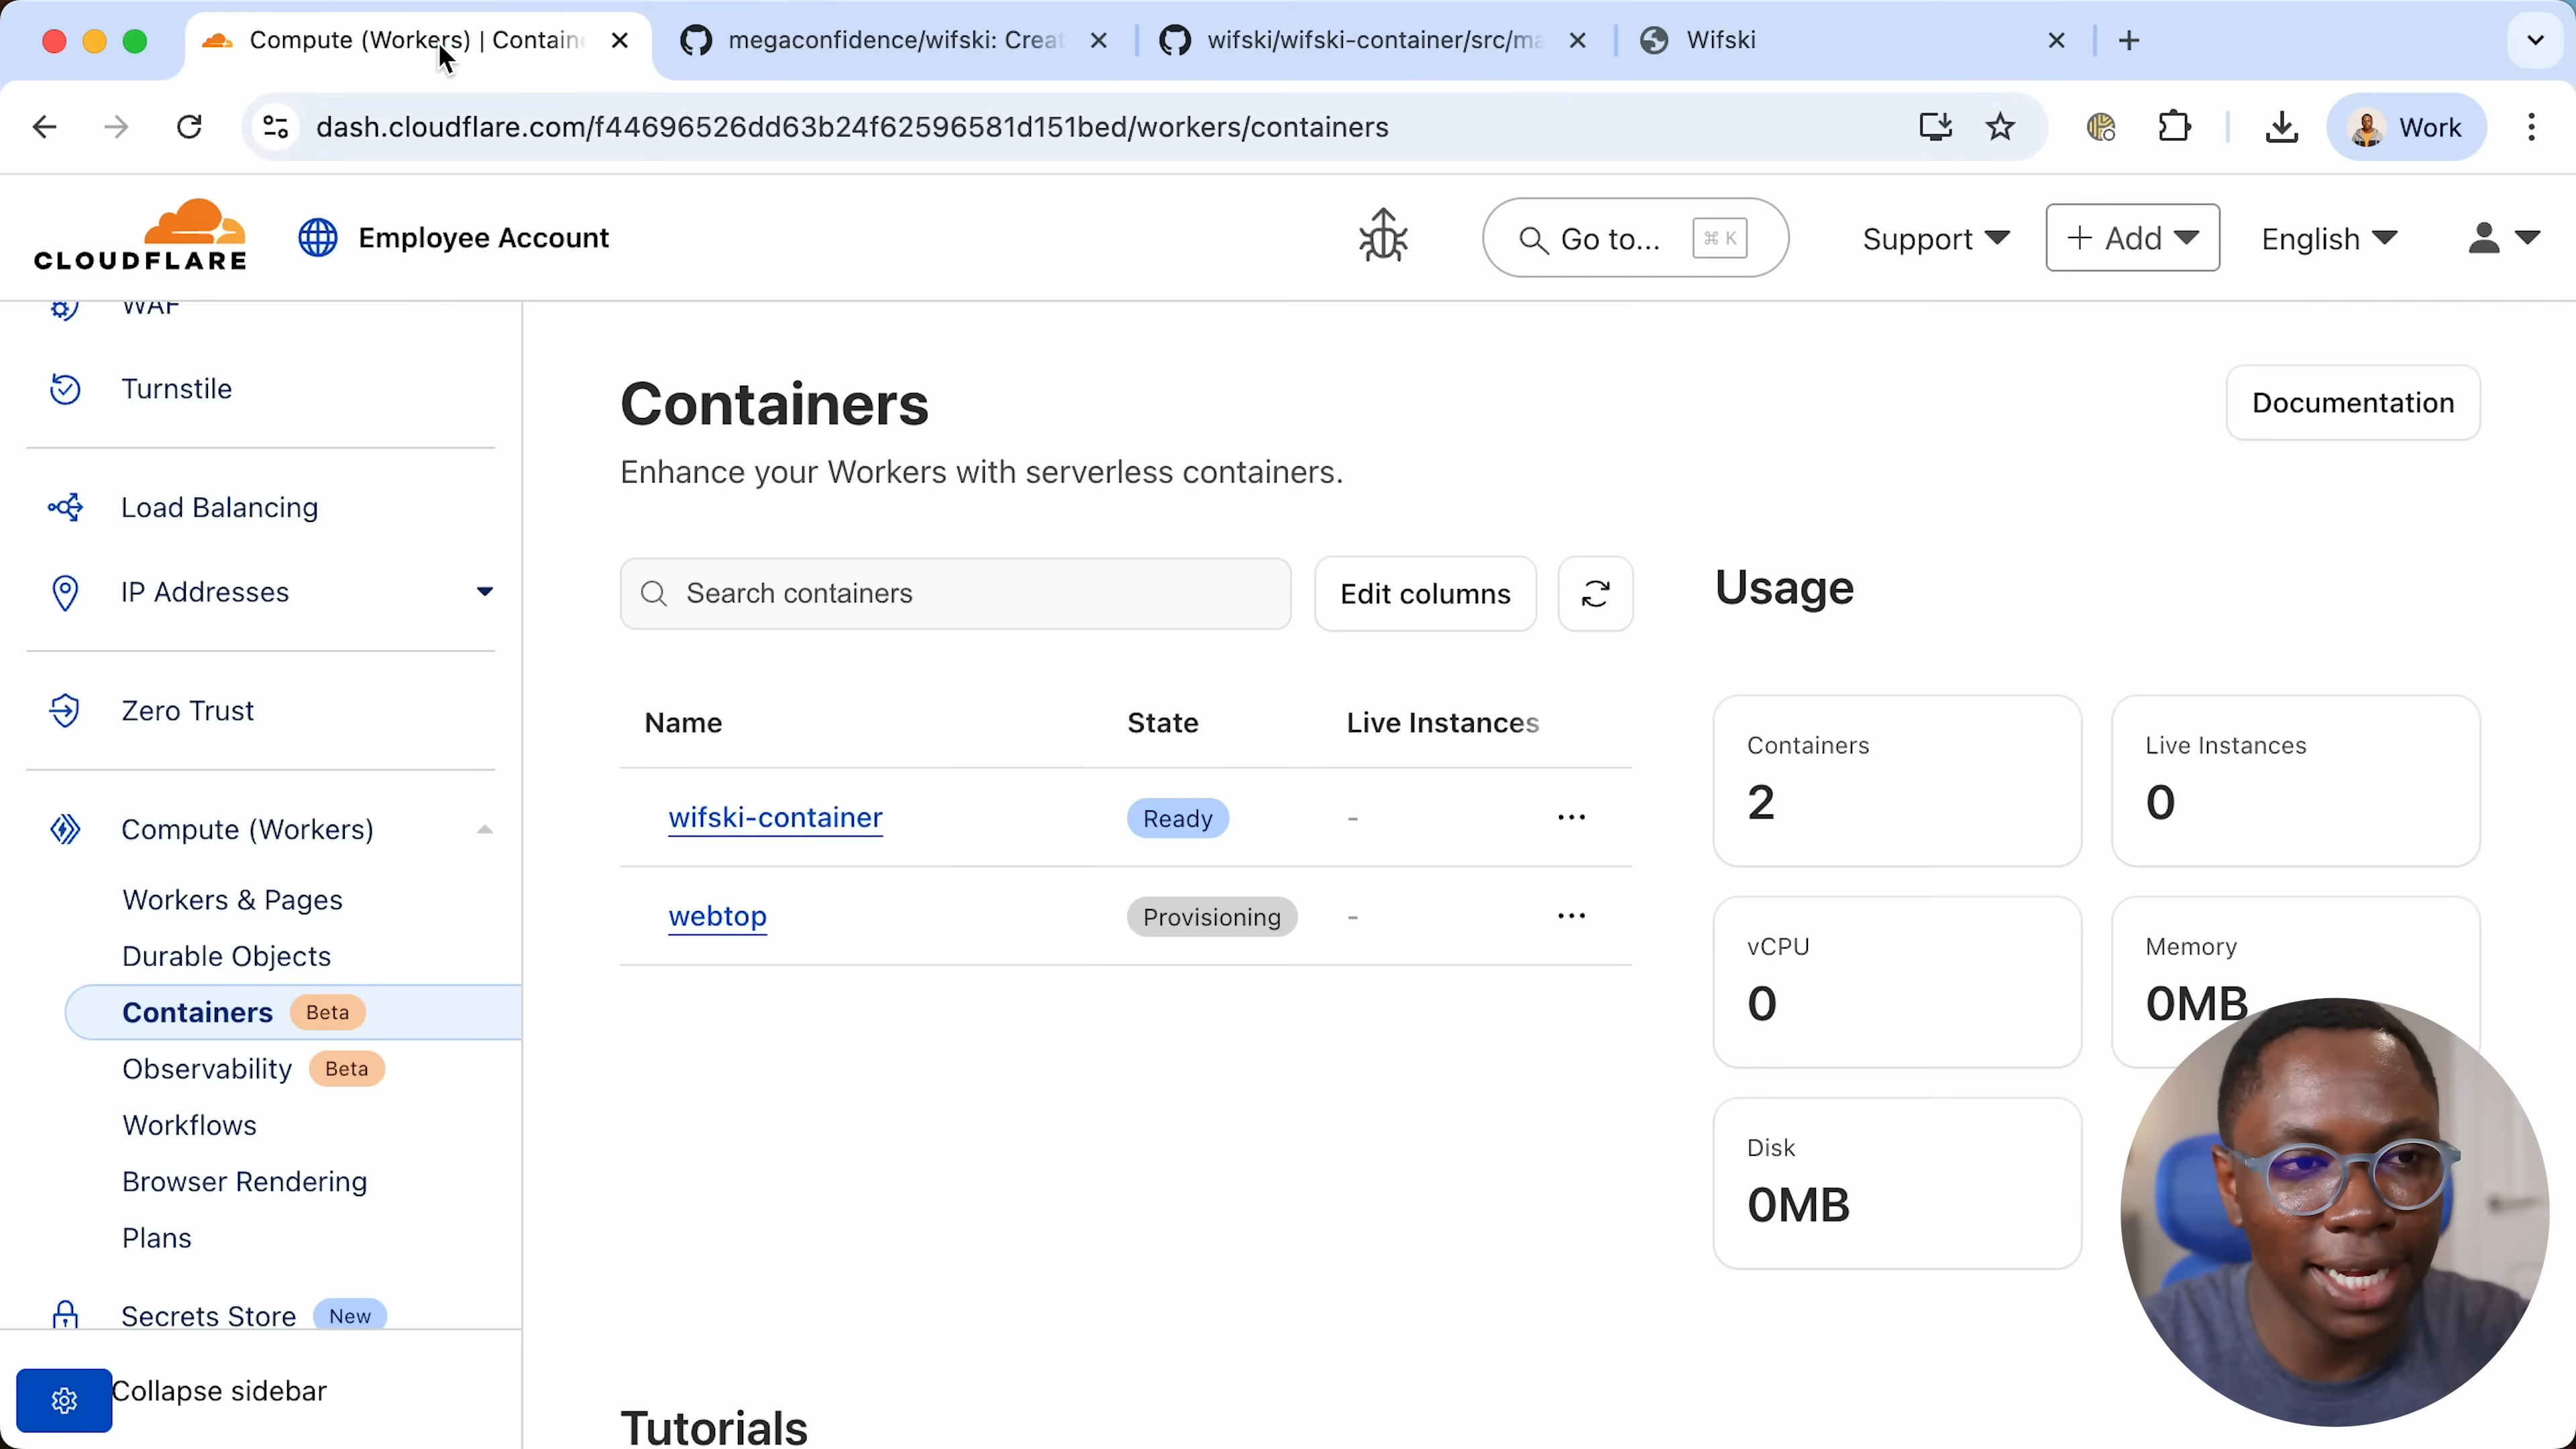 Compute (Workers) | Containe
megaconfidence/wifski: Creat
wifski/wifski-container/src/ma
Wifski
dash.cloudflare.com/f44696526dd63b24f62596581d151bed/workers/containers
Work
CLOUDFLARE
Employee Account
Go to...
⌘ K
Support
+ Add
English
WAF
Turnstile
Load Balancing
IP Addresses
Zero Trust
Compute (Workers)
Workers & Pages
Durable Objects
Containers Beta
Observability Beta
Workflows
Browser Rendering
Plans
Secrets Store New
Collapse sidebar
Containers
Documentation
Enhance your Workers with serverless containers.
Search containers
Edit columns
Name State Live Instances
wifski-container Ready - ...
webtop Provisioning - ...
Usage
Containers
2
Live Instances
0
vCPU
0
Memory
0MB
Disk
0MB
Tutorials